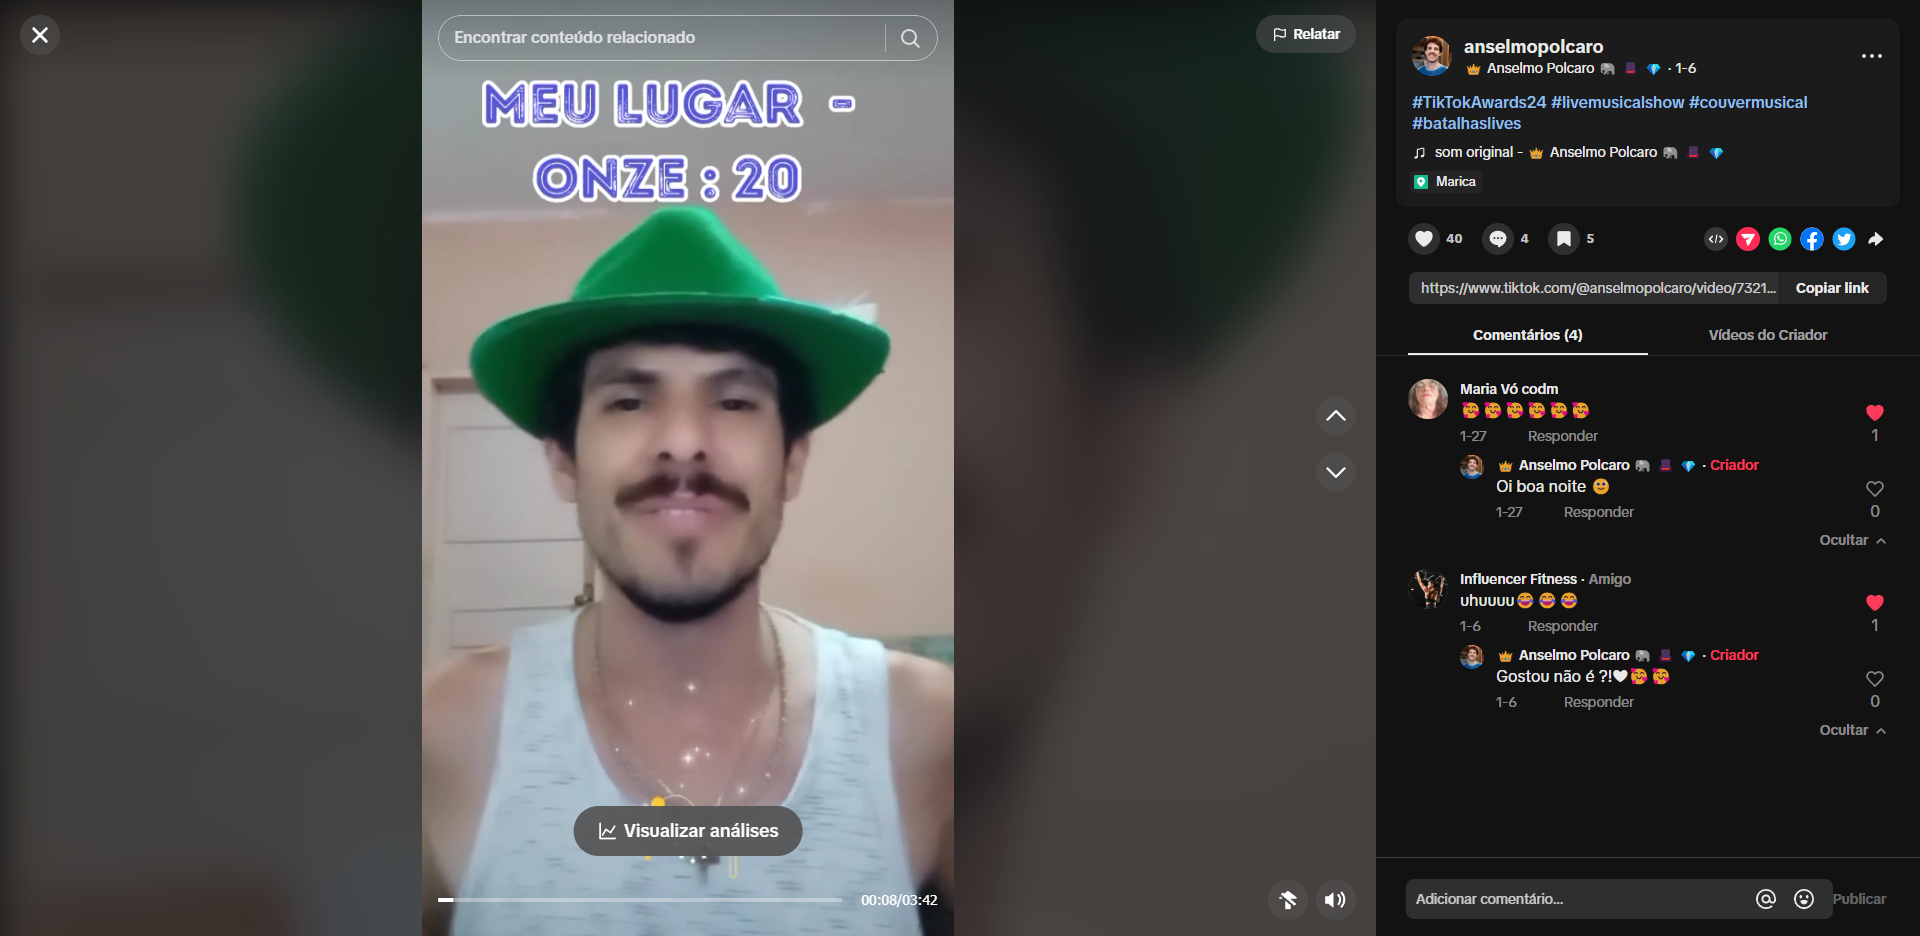 Encontrar conteúdo relacionado
Relatar
MEU LUGAR -
ONZE : 20
Visualizar análises
00:08/03:42
anselmopolcaro
Anselmo Polcaro · 1-6
#TikTokAwards24 #livemusicalshow #couvermusical
#batalhaslives
som original - Anselmo Polcaro
Marica
40
4
5
https://www.tiktok.com/@anselmopolcaro/video/7321...
Copiar link
Comentários (4)
Vídeos do Criador
Maria Vó codm
1-27 Responder
1
Anselmo Polcaro · Criador
Oi boa noite
1-27 Responder
0
Ocultar
Influencer Fitness · Amigo
uhuuuu
1-6 Responder
1
Anselmo Polcaro · Criador
Gostou não é ?!
1-6 Responder
0
Ocultar
Adicionar comentário...
Publicar